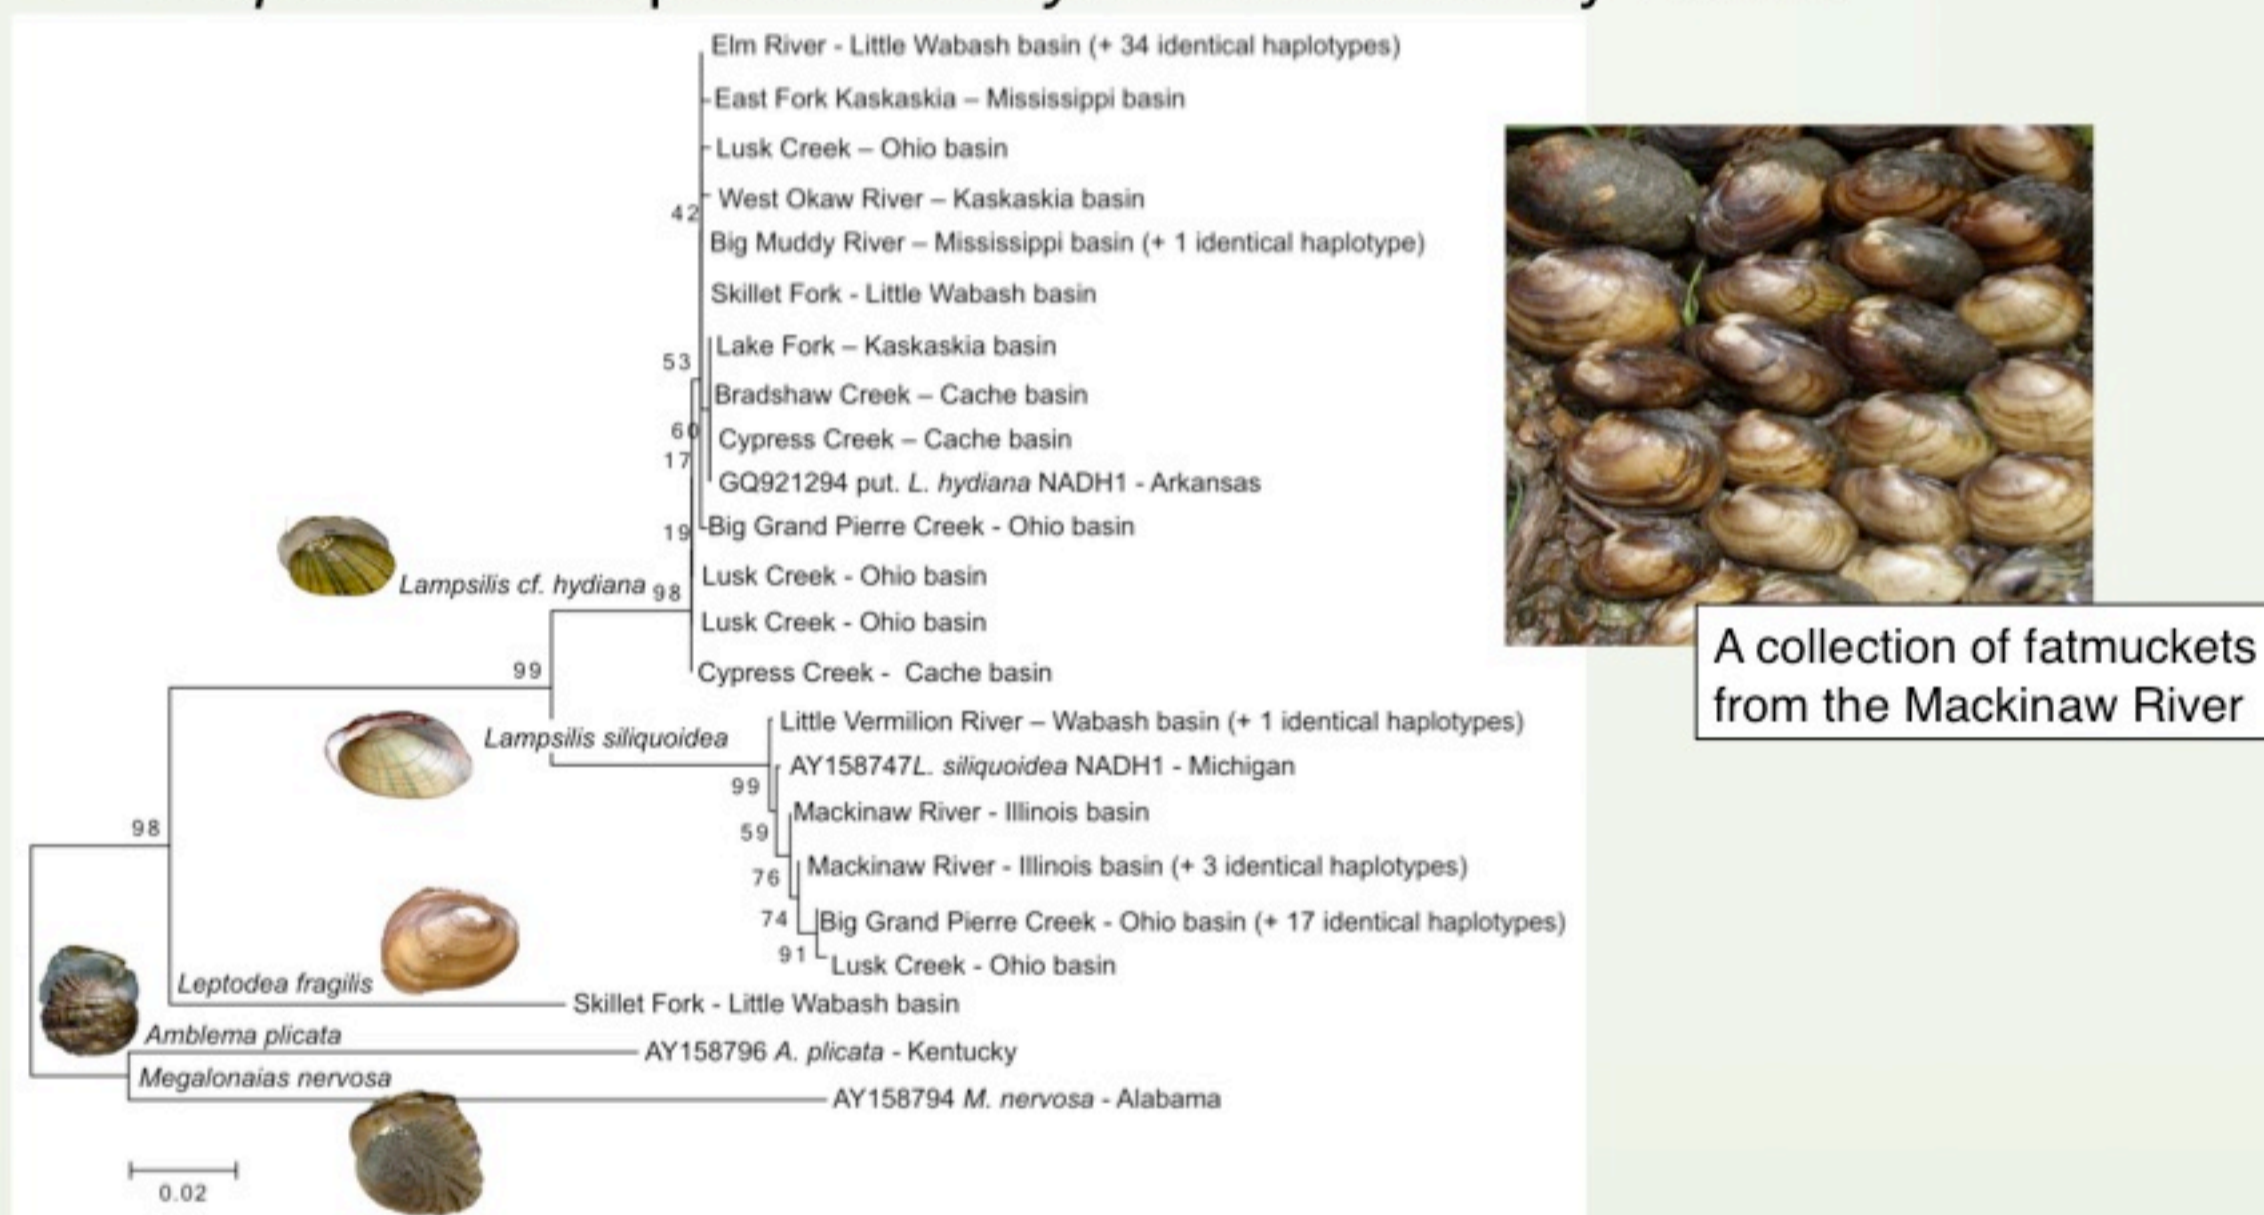 Elm River - Little Wabash basin (+ 34 identical haplotypes)
East Fork Kaskaskia – Mississippi basin
Lusk Creek – Ohio basin
West Okaw River – Kaskaskia basin
42
Big Muddy River – Mississippi basin (+ 1 identical haplotype)
Skillet Fork - Little Wabash basin
Lake Fork – Kaskaskia basin
53
Bradshaw Creek – Cache basin
60
Cypress Creek – Cache basin
17
GQ921294 put. L. hydiana NADH1 - Arkansas
19
Big Grand Pierre Creek - Ohio basin
Lusk Creek - Ohio basin
Lampsilis cf. hydiana
98
Lusk Creek - Ohio basin
99
Cypress Creek - Cache basin
Little Vermilion River – Wabash basin (+ 1 identical haplotypes)
Lampsilis siliquoidea
AY158747L. siliquoidea NADH1 - Michigan
99
Mackinaw River - Illinois basin
59
98
Mackinaw River - Illinois basin (+ 3 identical haplotypes)
76
74
Big Grand Pierre Creek - Ohio basin (+ 17 identical haplotypes)
91
Lusk Creek - Ohio basin
Leptodea fragilis
Skillet Fork - Little Wabash basin
Amblema plicata
AY158796 A. plicata - Kentucky
Megalonaias nervosa
AY158794 M. nervosa - Alabama
0.02
A collection of fatmuckets
from the Mackinaw River